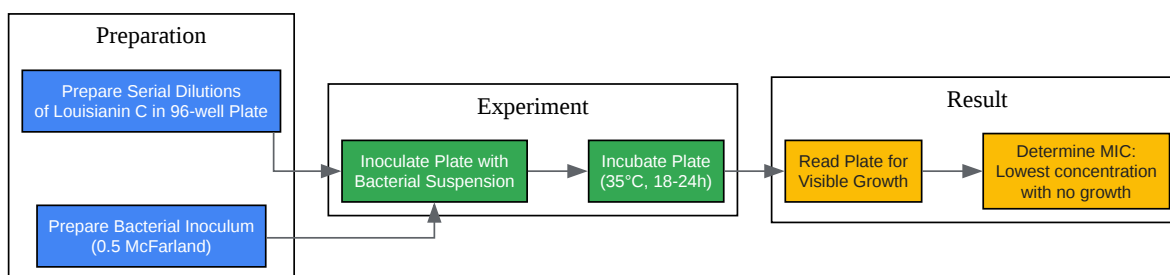 Preparation
Prepare Serial Dilutions
of Louisianin C in 96-well Plate
Prepare Bacterial Inoculum
(0.5 McFarland)
Experiment
Inoculate Plate with
Bacterial Suspension
Incubate Plate
(35°C, 18-24h)
Result
Read Plate for
Visible Growth
Determine MIC:
Lowest concentration
with no growth